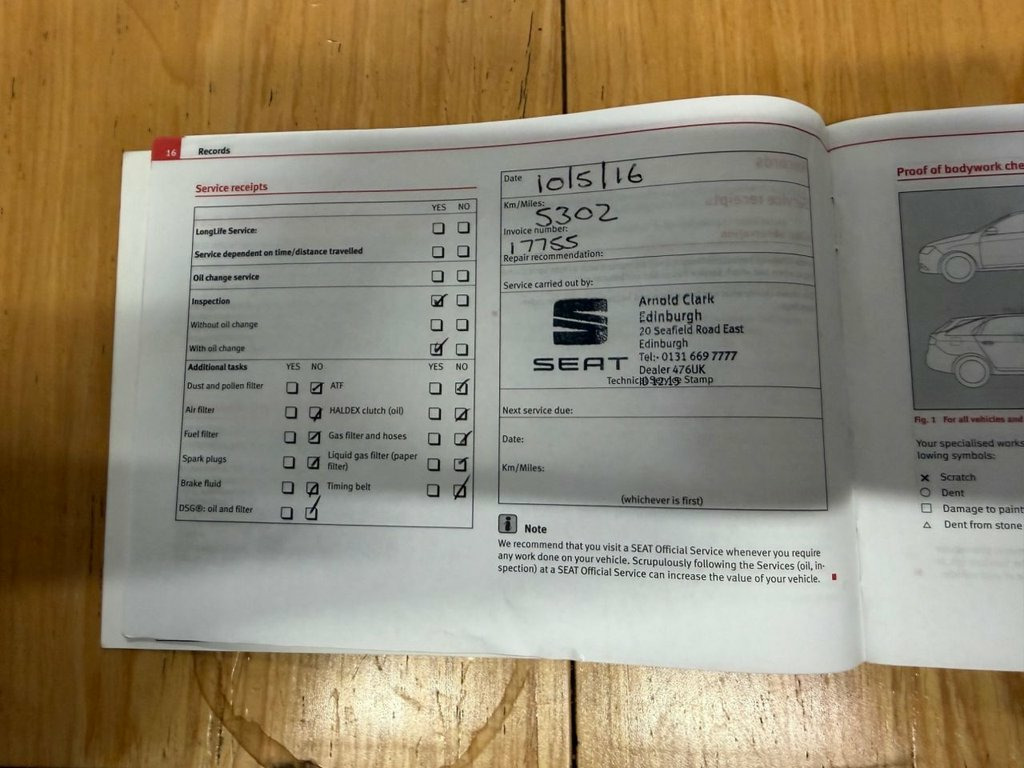 16 Records
Service receipts
YES NO
LongLife Service:
Service dependent on time/distance travelled
Oil change service
Inspection
Without oil change
With oil change
Additional tasks YES NO YES NO
Dust and pollen filter ATF
Air filter HALDEX clutch (oil)
Fuel filter Gas filter and hoses
Spark plugs Liquid gas filter (paper
filter)
Brake fluid Timing belt
DSG®: oil and filter
Date 10/5/16
Km/Miles: 5302
Invoice number:
17755
Repair recommendation:
Service carried out by:
SEAT
Arnold Clark
Edinburgh
20 Seafield Road East
Edinburgh
Tel:- 0131 669 7777
Dealer 476UK
Technical Service Stamp
Next service due:
Date:
Km/Miles:
(whichever is first)
i Note
We recommend that you visit a SEAT Official Service whenever you require
any work done on your vehicle. Scrupulously following the Services (oil, in-
spection) at a SEAT Official Service can increase the value of your vehicle.
Proof of bodywork che
Fig. 1 For all vehicles and
Your specialised works
lowing symbols:
Scratch
Dent
Damage to paint
Dent from stone